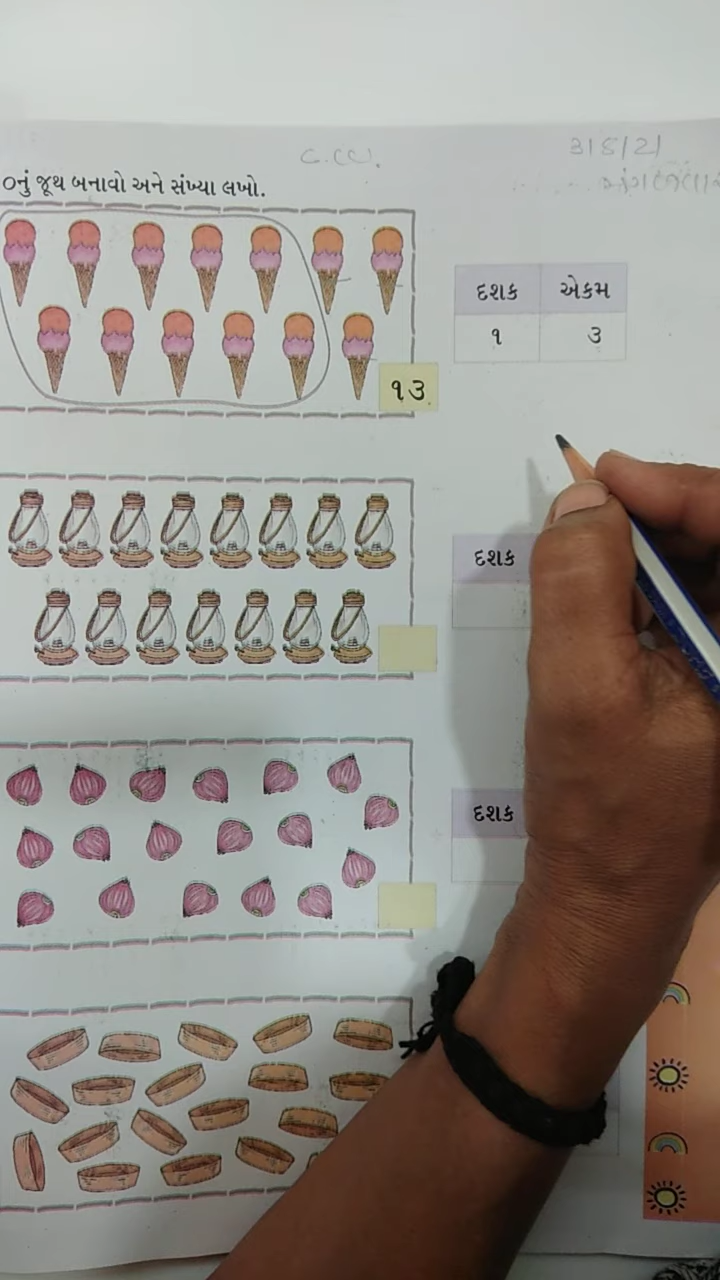 C.W.
૦નું જૂથ બનાવો અને સંખ્યા લખો.
દશક એકમ
૧ ૩
૧૩
દશક
દશક